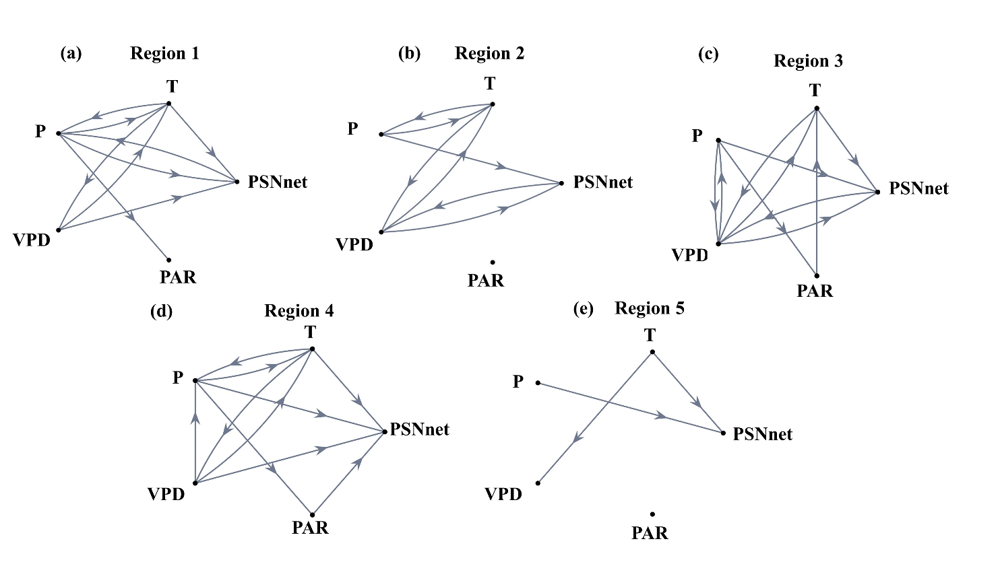 (a) Region 1
T
P
PSNnet
VPD
PAR
(b) Region 2
T
P
PSNnet
VPD
PAR
(c) Region 3
T
P
PSNnet
VPD
PAR
(d) Region 4
T
P
PSNnet
VPD
PAR
(e) Region 5
T
P
PSNnet
VPD
PAR